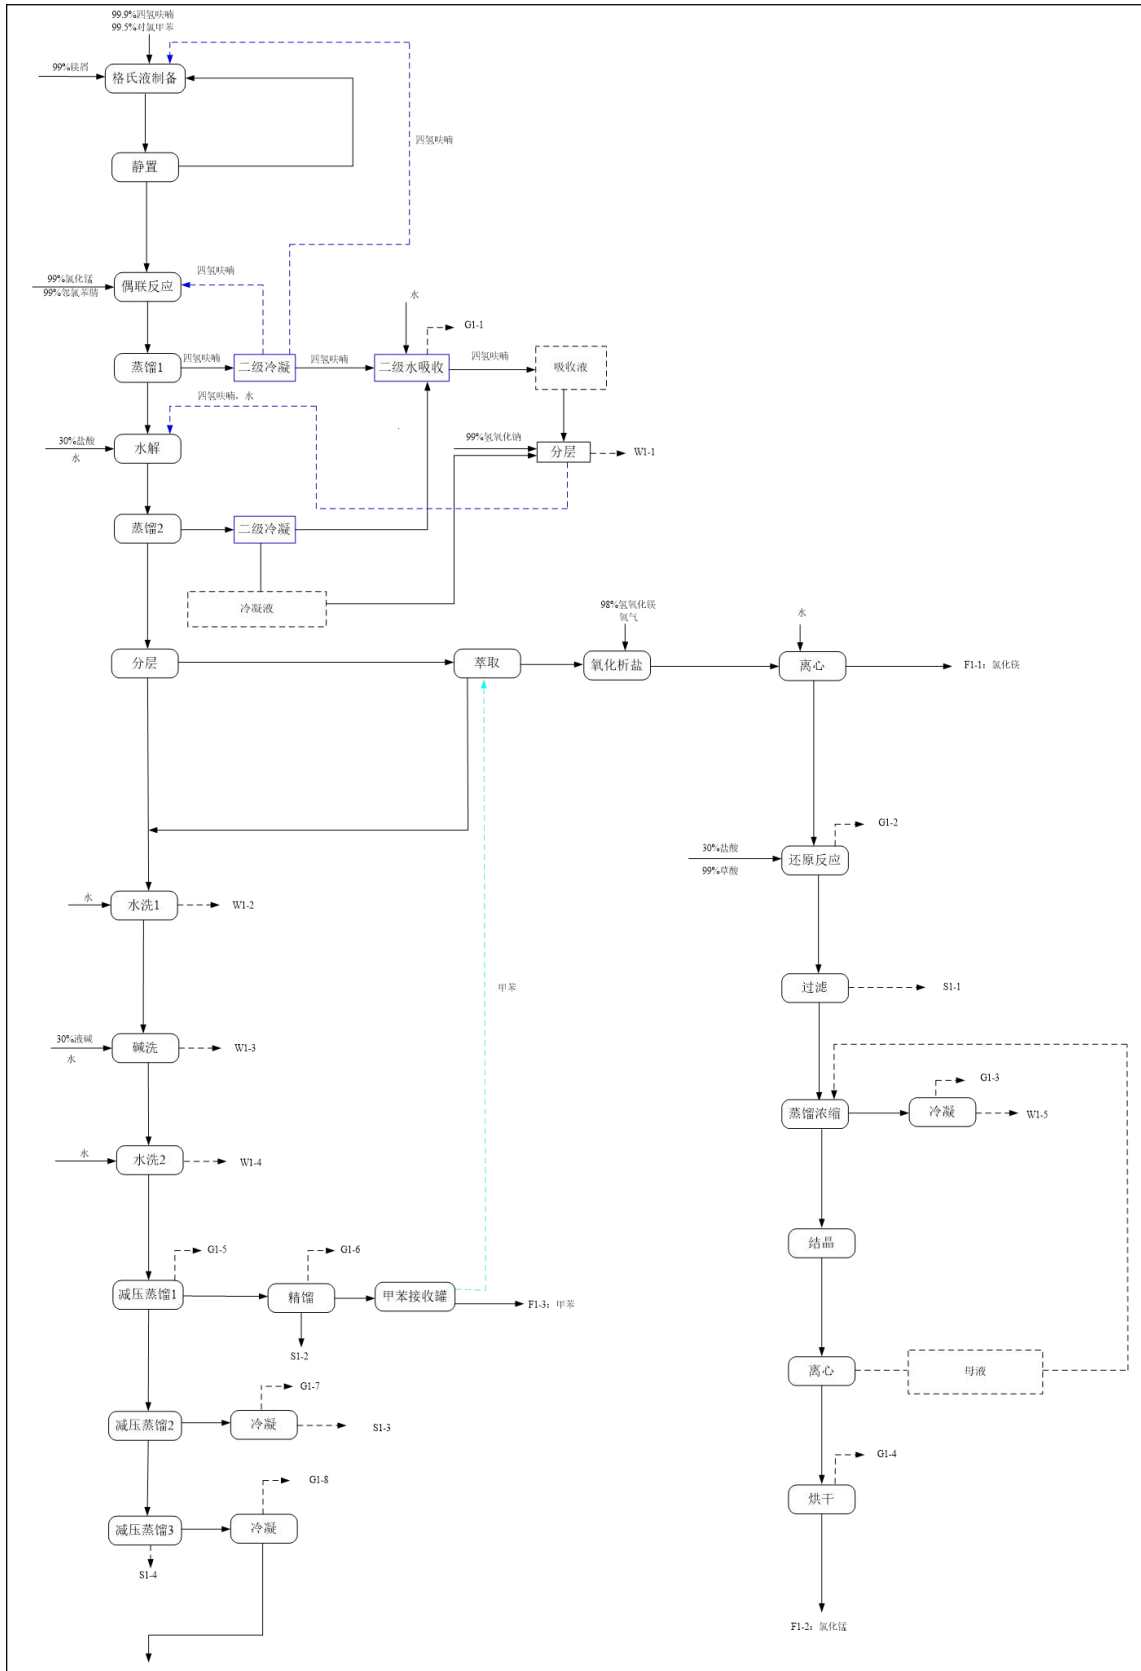 99.9%四氢呋喃
99.5%对氯甲苯
99%镁屑
格氏液制备
四氢呋喃
静置
99%氯化锰
99%邻氯苯腈
偶联反应
四氢呋喃
水
G1-1
蒸馏1
四氢呋喃
二级冷凝
四氢呋喃
二级水吸收
四氢呋喃
吸收液
四氢呋喃，水
30%盐酸
水
水解
99%氢氧化钠
分层
W1-1
蒸馏2
二级冷凝
冷凝液
98%氢氧化镁
氧气
水
分层
萃取
氧化析盐
离心
F1-1：氯化镁
G1-2
30%盐酸
99%草酸
还原反应
水
水洗1
W1-2
甲苯
过滤
S1-1
30%液碱
水
碱洗
W1-3
G1-3
蒸馏浓缩
冷凝
W1-5
水
水洗2
W1-4
结晶
G1-5
G1-6
减压蒸馏1
精馏
甲苯接收罐
F1-3：甲苯
S1-2
离心
母液
G1-7
减压蒸馏2
冷凝
S1-3
G1-4
G1-8
烘干
减压蒸馏3
冷凝
S1-4
F1-2：氯化锰